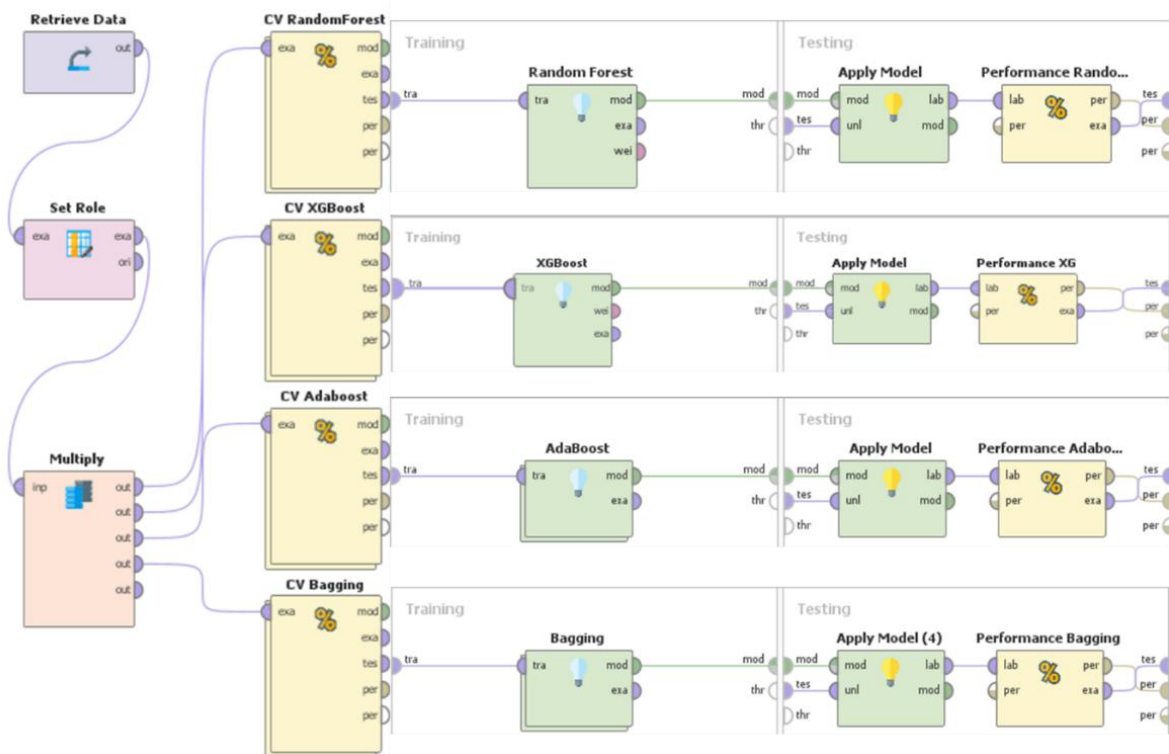 Retrieve Data
out
Set Role
exa exa
ori
Multiply
inp out
out
out
out
out
CV RandomForest
exa mod
exa
tes
per
per
Training
tra
Random Forest
tra mod
exa
wei
mod
thr
Testing
mod
tes
thr
Apply Model
mod lab
unl mod
Performance Rando...
lab per
per exa
tes
per
per
CV XGBoost
exa mod
exa
tes
per
per
Training
tra
XGBoost
tra mod
wei
exa
mod
thr
Testing
mod
tes
thr
Apply Model
mod lab
unl mod
Performance XG
lab per
per exa
tes
per
per
CV Adaboost
exa mod
exa
tes
per
per
Training
tra
AdaBoost
tra mod
exa
mod
thr
Testing
mod
tes
thr
Apply Model
mod lab
unl mod
Performance Adabo...
lab per
per exa
tes
per
per
CV Bagging
exa mod
exa
tes
per
per
Training
tra
Bagging
tra mod
exa
mod
thr
Testing
mod
tes
thr
Apply Model (4)
mod lab
unl mod
Performance Bagging
lab per
per exa
tes
per
per